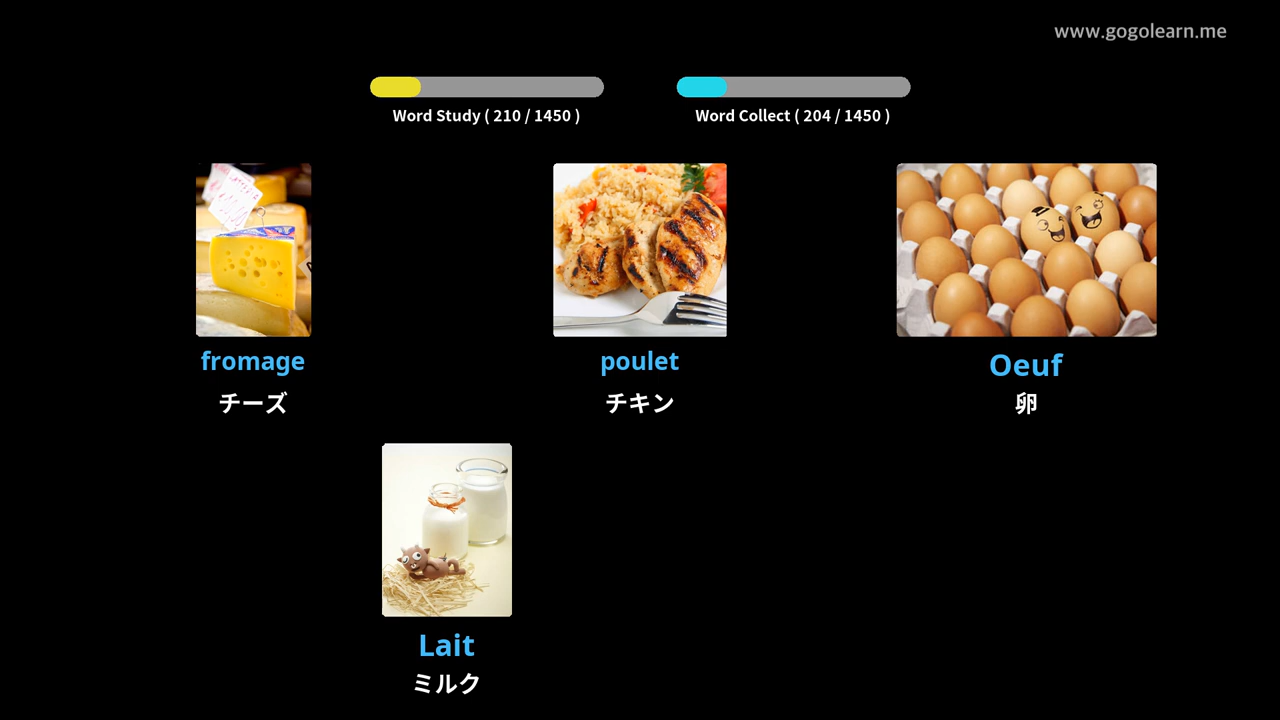 www.gogolearn.me
Word Study ( 210 / 1450 )
Word Collect ( 204 / 1450 )
fromage
チーズ
poulet
チキン
Oeuf
卵
Lait
ミルク